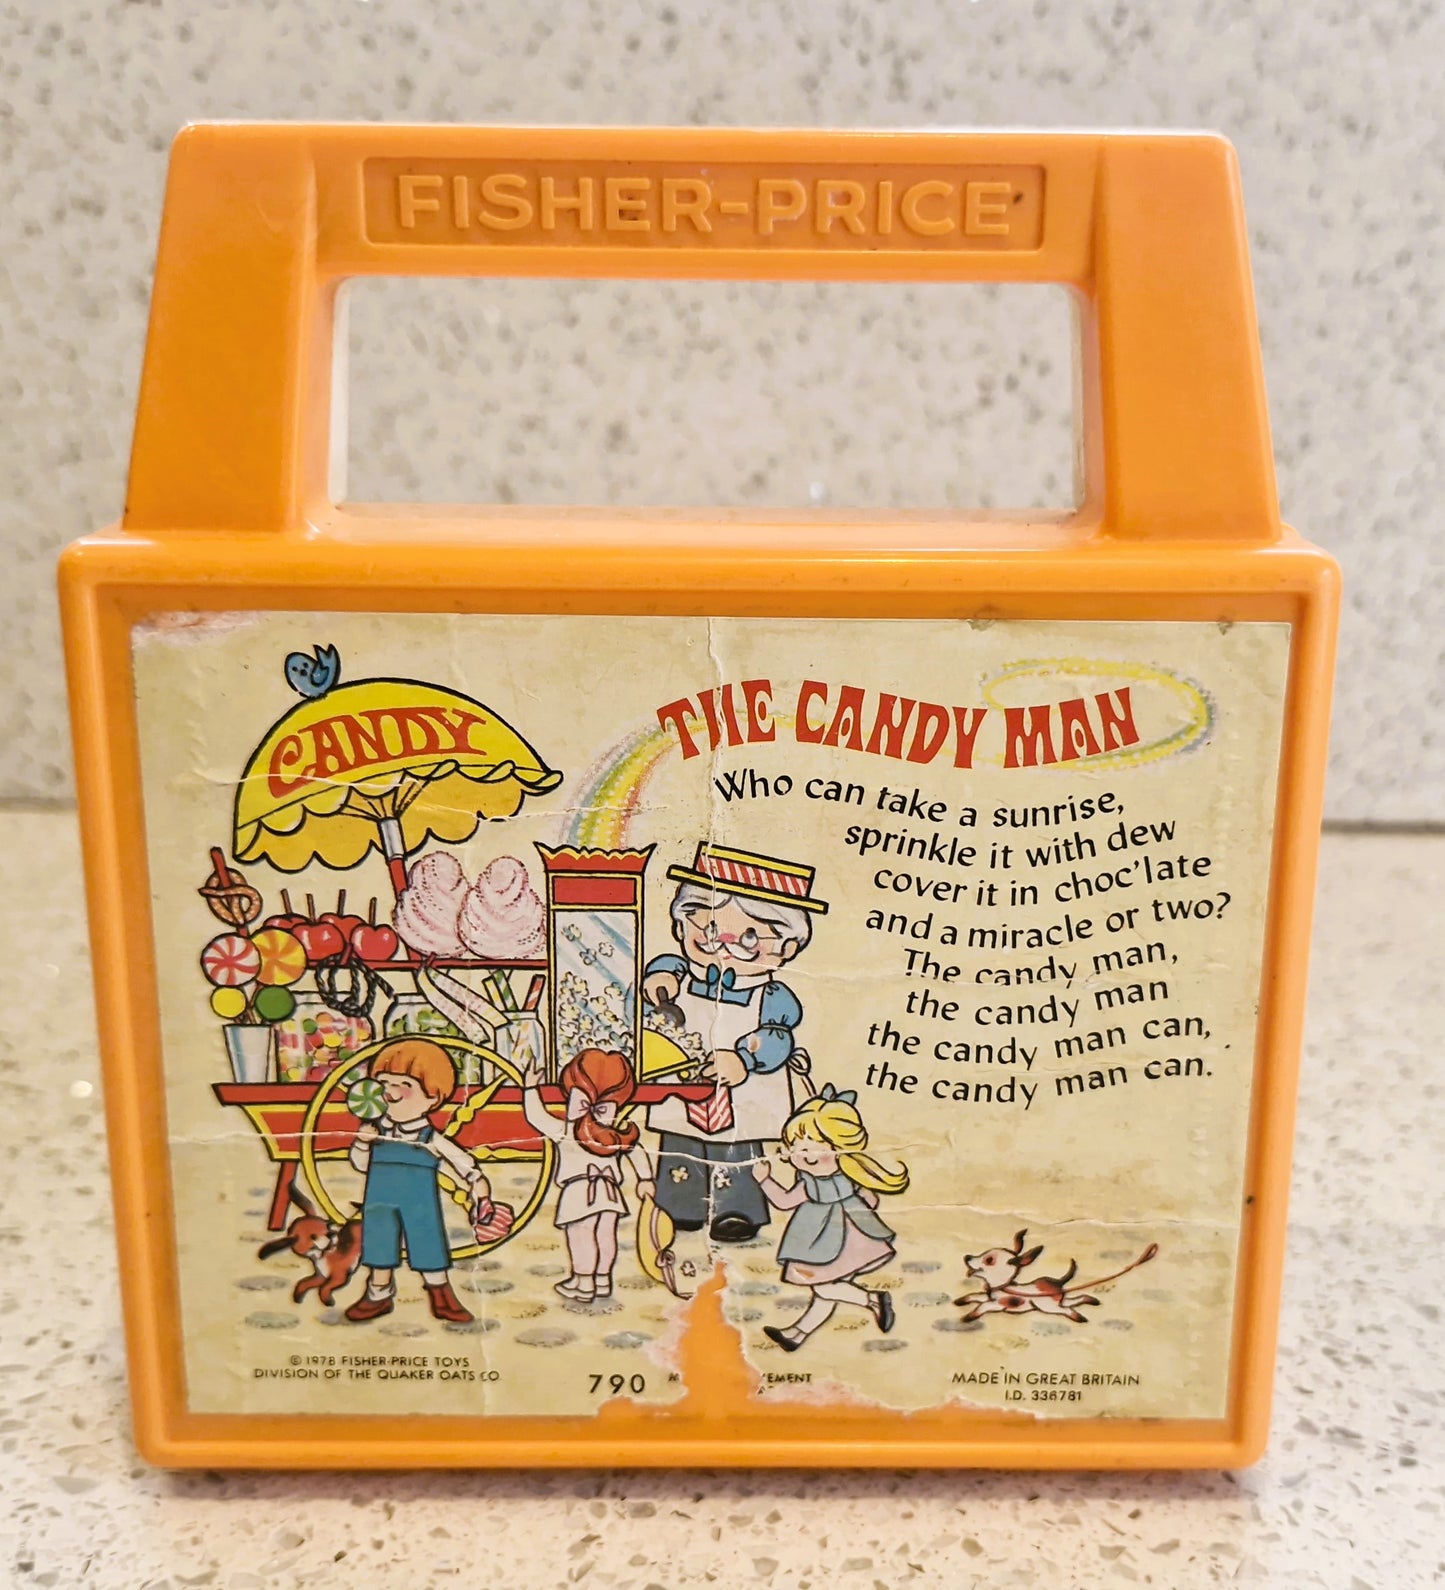 FISHER-PRICE
CANDY
THE CANDY MAN
Who can take a sunrise,
sprinkle it with dew
cover it in choc'late
and a miracle or two?
The candy man,
the candy man
the candy man can,
the candy man can.
© 1978 FISHER-PRICE TOYS
DIVISION OF THE QUAKER OATS CO
790
MADE IN GREAT BRITAIN
I.D. 336781